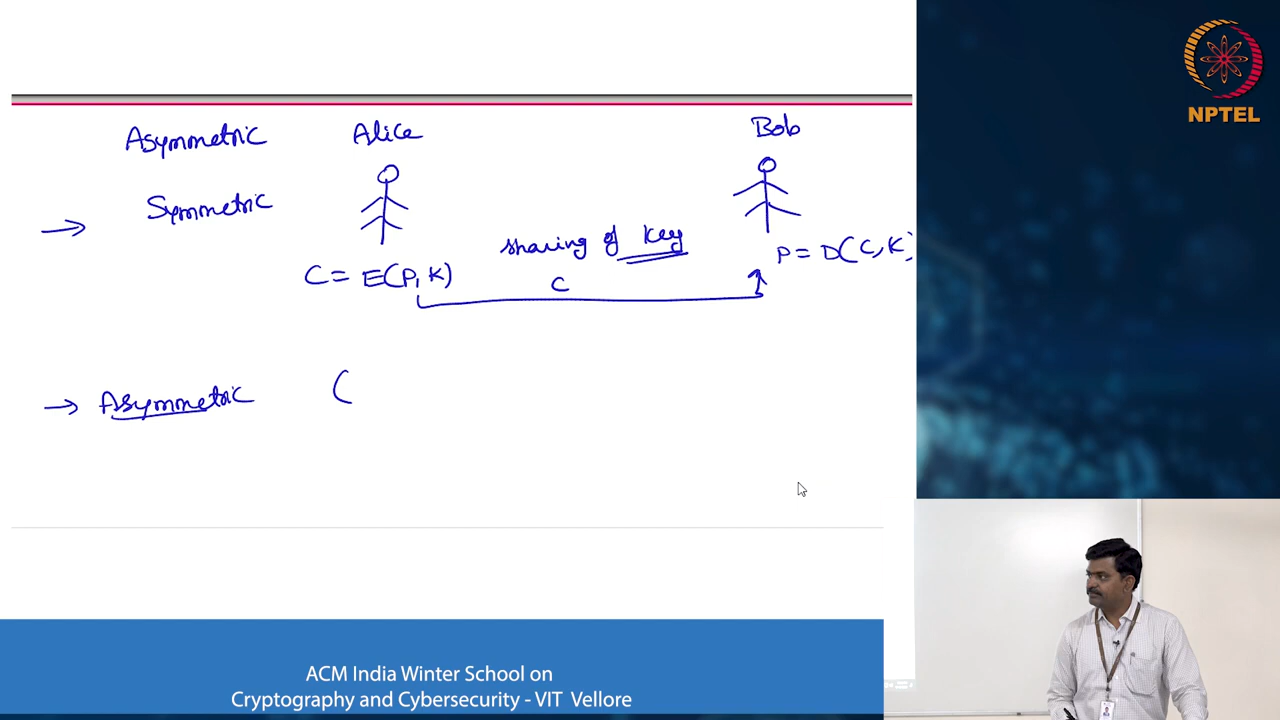 NPTEL
Asymmetric Alice Bob
→ Symmetric
sharing of key
C = E(P, K) C P = D(C, K)
→ Asymmetric (
ACM India Winter School on
Cryptography and Cybersecurity - VIT Vellore